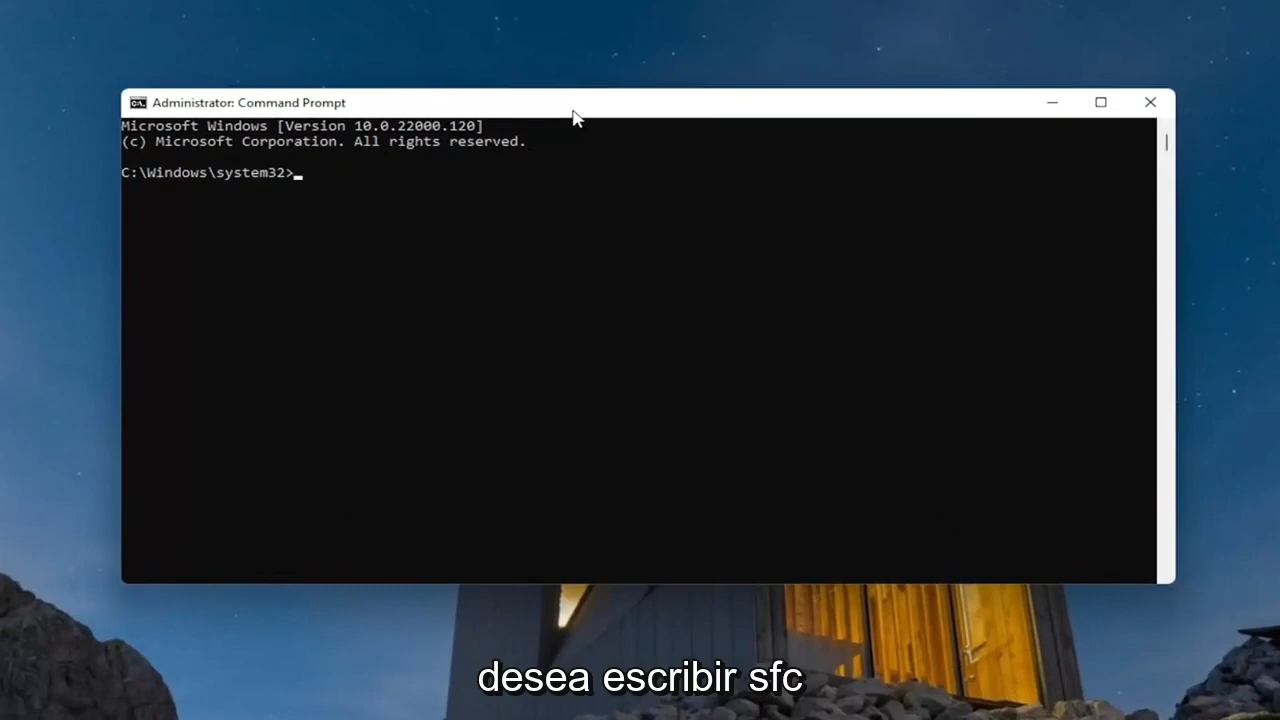 Administrator: Command Prompt
Microsoft Windows [Version 10.0.22000.120]
(c) Microsoft Corporation. All rights reserved.
C:\Windows\system32>
desea escribir sfc